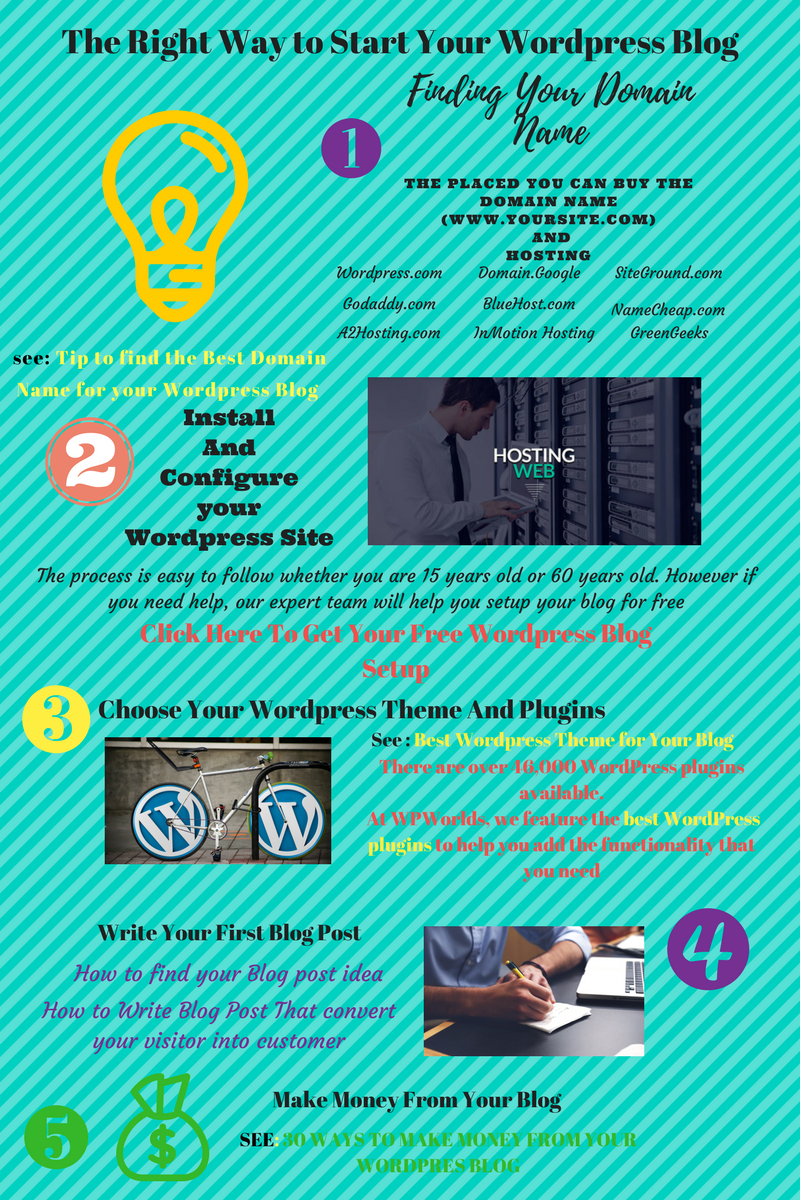 The Right Way to Start Your Wordpress Blog
Finding Your Domain
Name
1
THE PLACED YOU CAN BUY THE
DOMAIN NAME
(WWW.YOURSITE.COM)
AND
HOSTING
Wordpress.com Domain.Google SiteGround.com
Godaddy.com BlueHost.com NameCheap.com
A2Hosting.com InMotion Hosting GreenGeeks
see: Tip to find the Best Domain
Name for your Wordpress Blog
2
Install
And
Configure
your
Wordpress Site
HOSTING
WEB
The process is easy to follow whether you are 15 years old or 60 years old. However if
you need help, our expert team will help you setup your blog for free
Click Here To Get Your Free Wordpress Blog
Setup
3
Choose Your Wordpress Theme And Plugins
W W
See : Best Wordpress Theme for Your Blog
There are over 46,000 WordPress plugins
available.
At WPWorlds, we feature the best WordPress
plugins to help you add the functionality that
you need
Write Your First Blog Post
4
How to find your Blog post idea
How to Write Blog Post That convert
your visitor into customer
5
$
Make Money From Your Blog
SEE: 30 WAYS TO MAKE MONEY FROM YOUR
WORDPRES BLOG